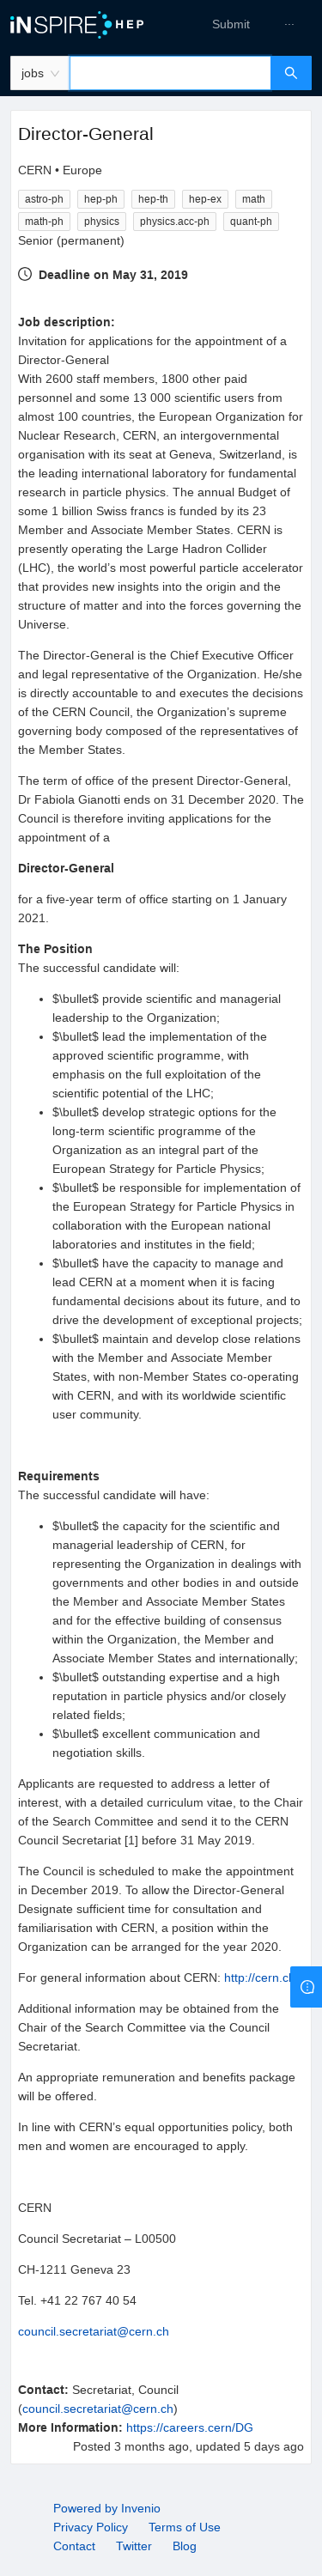 iNSPIRE HEP
Submit ...
jobs
Director-General
CERN • Europe
astro-ph hep-ph hep-th hep-ex math
math-ph physics physics.acc-ph quant-ph
Senior (permanent)
Deadline on May 31, 2019
Job description:
Invitation for applications for the appointment of a
Director-General
With 2600 staff members, 1800 other paid
personnel and some 13 000 scientific users from
almost 100 countries, the European Organization for
Nuclear Research, CERN, an intergovernmental
organisation with its seat at Geneva, Switzerland, is
the leading international laboratory for fundamental
research in particle physics. The annual Budget of
some 1 billion Swiss francs is funded by its 23
Member and Associate Member States. CERN is
presently operating the Large Hadron Collider
(LHC), the world’s most powerful particle accelerator
that provides new insights into the origin and the
structure of matter and into the forces governing the
Universe.
The Director-General is the Chief Executive Officer
and legal representative of the Organization. He/she
is directly accountable to and executes the decisions
of the CERN Council, the Organization’s supreme
governing body composed of the representatives of
the Member States.
The term of office of the present Director-General,
Dr Fabiola Gianotti ends on 31 December 2020. The
Council is therefore inviting applications for the
appointment of a
Director-General
for a five-year term of office starting on 1 January
2021.
The Position
The successful candidate will:
• $\bullet$ provide scientific and managerial
leadership to the Organization;
• $\bullet$ lead the implementation of the
approved scientific programme, with
emphasis on the full exploitation of the
scientific potential of the LHC;
• $\bullet$ develop strategic options for the
long-term scientific programme of the
Organization as an integral part of the
European Strategy for Particle Physics;
• $\bullet$ be responsible for implementation of
the European Strategy for Particle Physics in
collaboration with the European national
laboratories and institutes in the field;
• $\bullet$ have the capacity to manage and
lead CERN at a moment when it is facing
fundamental decisions about its future, and to
drive the development of exceptional projects;
• $\bullet$ maintain and develop close relations
with the Member and Associate Member
States, with non-Member States co-operating
with CERN, and with its worldwide scientific
user community.
Requirements
The successful candidate will have:
• $\bullet$ the capacity for the scientific and
managerial leadership of CERN, for
representing the Organization in dealings with
governments and other bodies in and outside
the Member and Associate Member States
and for the effective building of consensus
within the Organization, the Member and
Associate Member States and internationally;
• $\bullet$ outstanding expertise and a high
reputation in particle physics and/or closely
related fields;
• $\bullet$ excellent communication and
negotiation skills.
Applicants are requested to address a letter of
interest, with a detailed curriculum vitae, to the Chair
of the Search Committee and send it to the CERN
Council Secretariat [1] before 31 May 2019.
The Council is scheduled to make the appointment
in December 2019. To allow the Director-General
Designate sufficient time for consultation and
familiarisation with CERN, a position within the
Organization can be arranged for the year 2020.
For general information about CERN: http://cern.ch
Additional information may be obtained from the
Chair of the Search Committee via the Council
Secretariat.
An appropriate remuneration and benefits package
will be offered.
In line with CERN’s equal opportunities policy, both
men and women are encouraged to apply.
CERN
Council Secretariat – L00500
CH-1211 Geneva 23
Tel. +41 22 767 40 54
council.secretariat@cern.ch
Contact: Secretariat, Council
(council.secretariat@cern.ch)
More Information: https://careers.cern/DG
Posted 3 months ago, updated 5 days ago
Powered by Invenio
Privacy Policy Terms of Use
Contact Twitter Blog